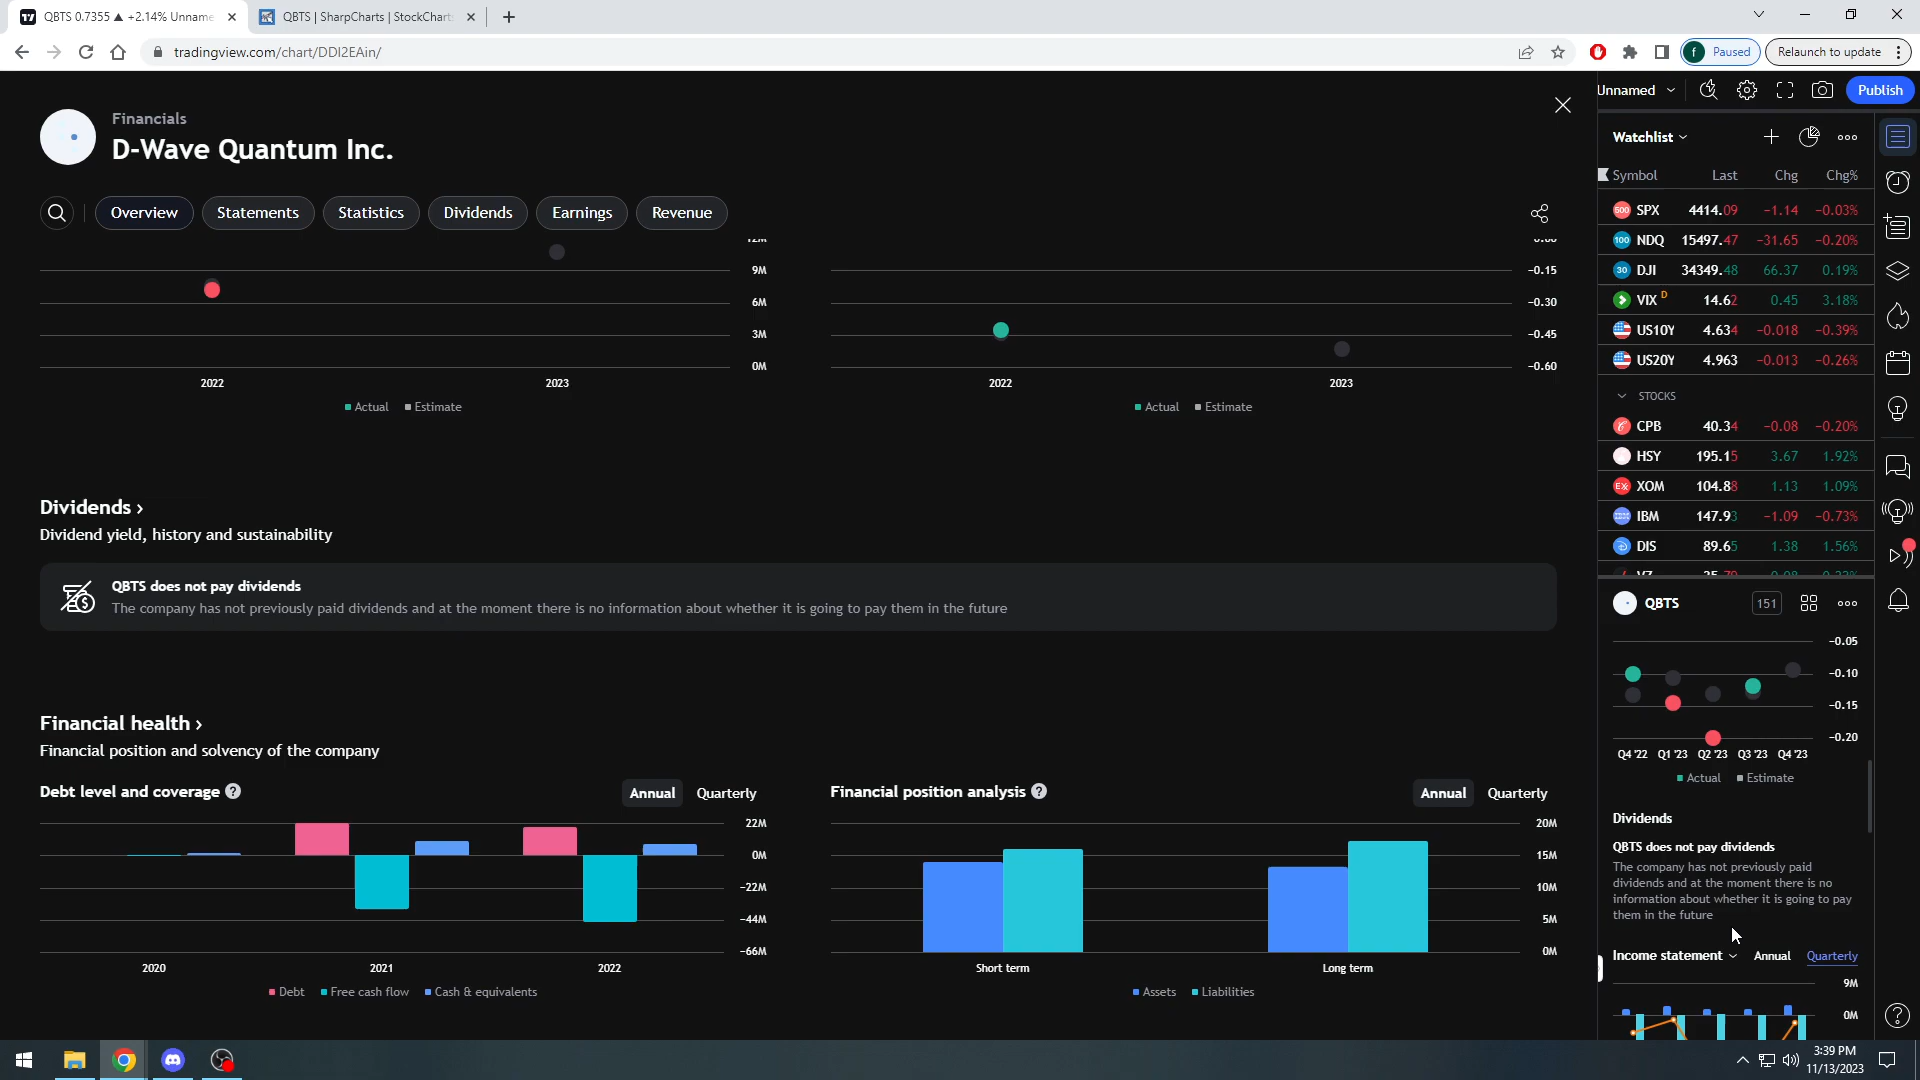 QBTS 0.7355 ▲ +2.14% Unname
QBTS | SharpCharts | StockChart
tradingview.com/chart/DDI2EAin/
f Paused
Relaunch to update
Financials
D-Wave Quantum Inc.
Unnamed
Publish
Overview
Statements
Statistics
Dividends
Earnings
Revenue
Watchlist
Symbol Last Chg Chg%
500 SPX 4414.09 −1.14 −0.03%
100 NDQ 15497.47 −31.65 −0.20%
30 DJI 34349.48 66.37 0.19%
VIX D 14.62 0.45 3.18%
US10Y 4.634 −0.018 −0.39%
US20Y 4.963 −0.013 −0.26%
STOCKS
CPB 40.34 −0.08 −0.20%
HSY 195.15 3.67 1.92%
XOM 104.88 1.13 1.09%
IBM 147.93 −1.09 −0.73%
DIS 89.65 1.38 1.56%
12M
9M
6M
3M
0M
2022 2023
Actual Estimate
0.00
−0.15
−0.30
−0.45
−0.60
2022 2023
Actual Estimate
Dividends ›
Dividend yield, history and sustainability
QBTS does not pay dividends
The company has not previously paid dividends and at the moment there is no information about whether it is going to pay them in the future
Financial health ›
Financial position and solvency of the company
Debt level and coverage ?
Annual Quarterly
22M
0M
−22M
−44M
−66M
2020 2021 2022
Debt Free cash flow Cash & equivalents
Financial position analysis ?
Annual Quarterly
20M
15M
10M
5M
0M
Short term Long term
Assets Liabilities
QBTS 151
−0.05
−0.10
−0.15
−0.20
Q4 '22 Q1 '23 Q2 '23 Q3 '23 Q4 '23
Actual Estimate
Dividends
QBTS does not pay dividends
The company has not previously paid
dividends and at the moment there is no
information about whether it is going to pay
them in the future
Income statement Annual Quarterly
9M
0M
3:39 PM
11/13/2023